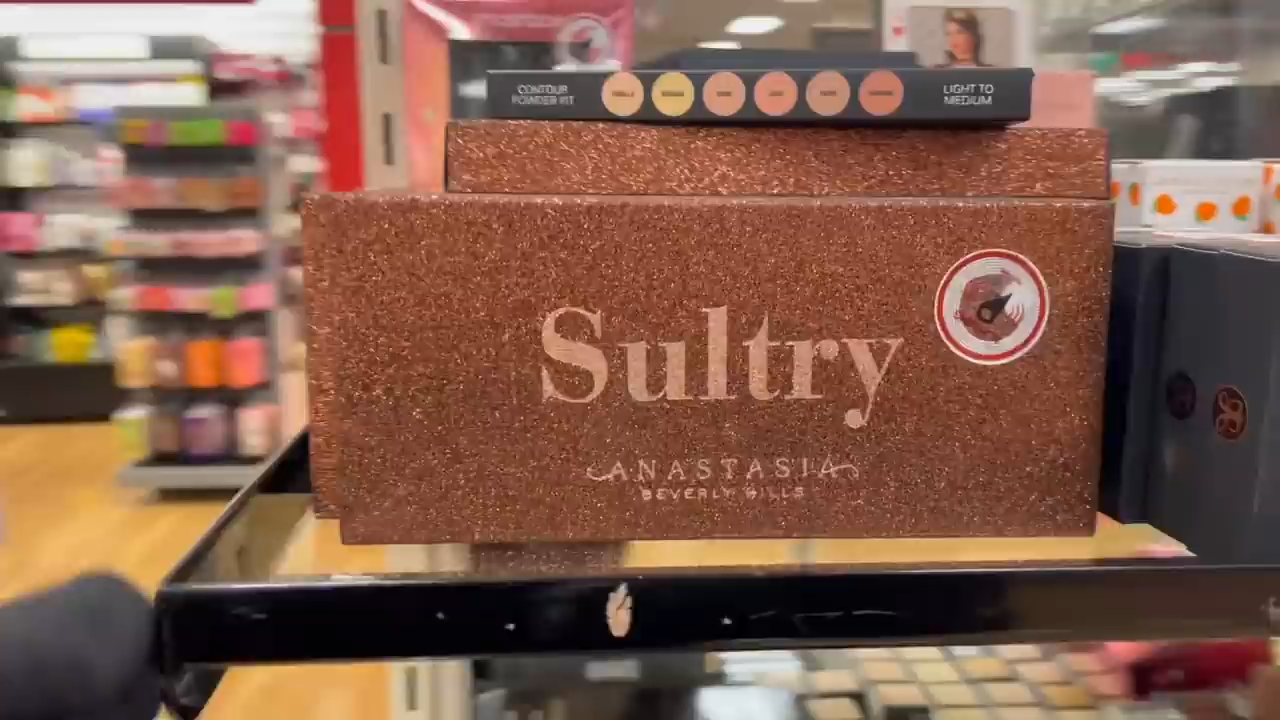 CONTOUR
POWDER KIT
LIGHT TO
MEDIUM
Sultry
ANASTASIA
BEVERLY HILLS